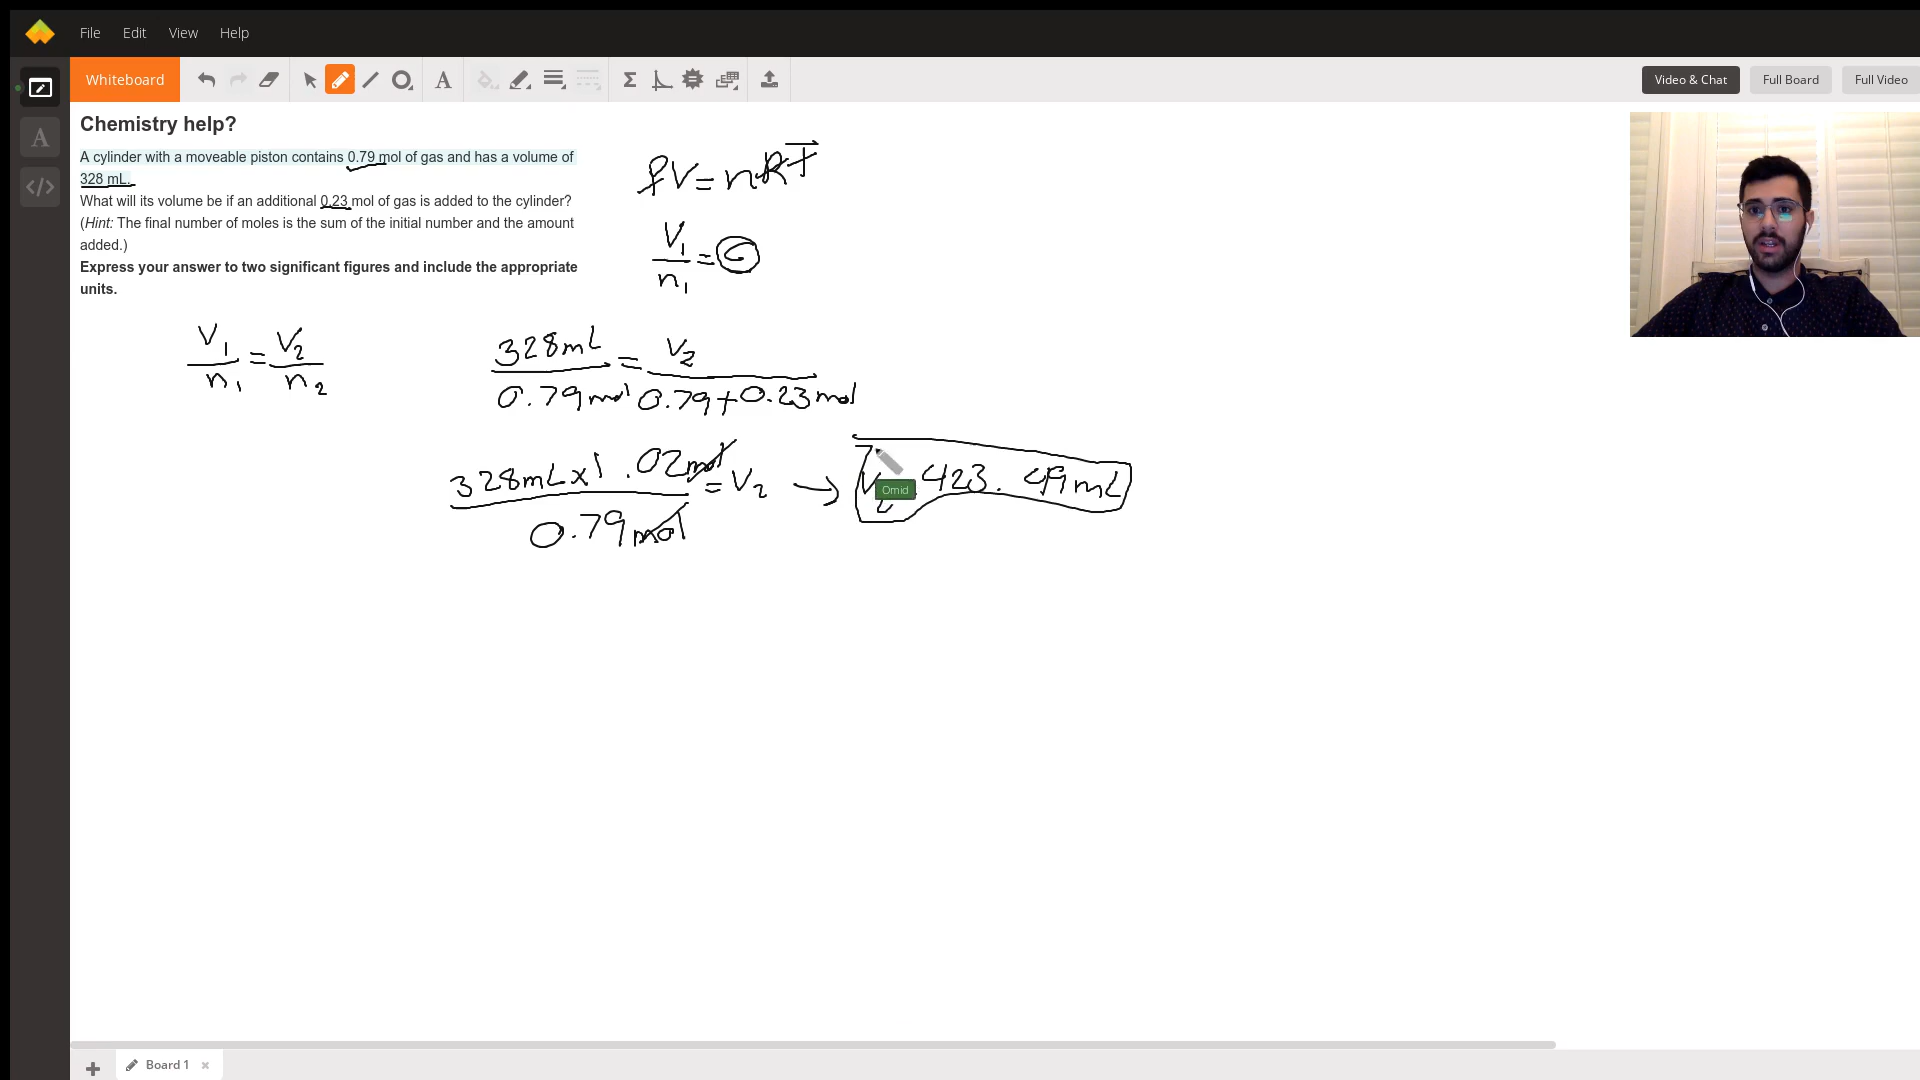 File Edit View Help
Whiteboard
A Σ
Video & Chat Full Board Full Video
A
</>
Chemistry help?
A cylinder with a moveable piston contains 0.79 mol of gas and has a volume of
328 mL.
What will its volume be if an additional 0.23 mol of gas is added to the cylinder?
(Hint: The final number of moles is the sum of the initial number and the amount
added.)
Express your answer to two significant figures and include the appropriate
units.
PV = nRT
V1/n1 = C
V1/n1 = V2/n2
328mL/0.79mol = V2/0.79+0.23mol
328mL x 1.02mol/0.79mol = V2 → V2 423.49mL
Omid
+ Board 1 ×